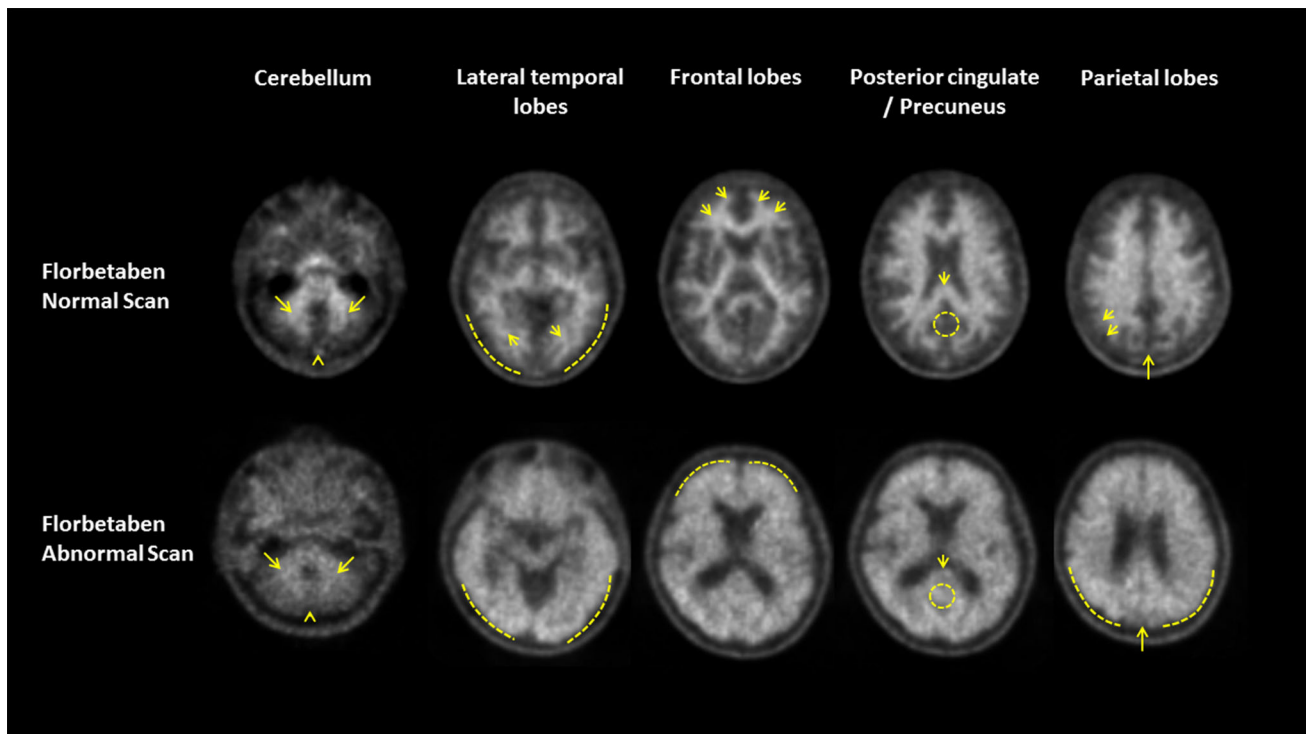 Cerebellum
Lateral temporal
lobes
Frontal lobes
Posterior cingulate
/ Precuneus
Parietal lobes
Florbetaben
Normal Scan
Florbetaben
Abnormal Scan